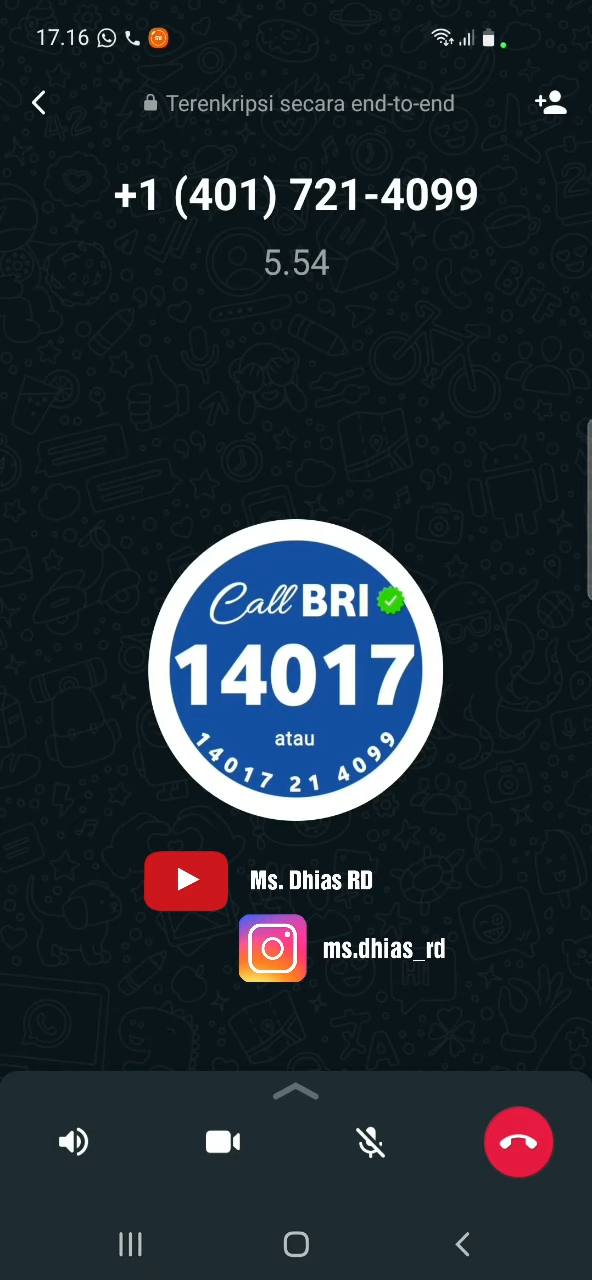 17.16
Terenkripsi secara end-to-end
+1 (401) 721-4099
5.54
Call BRI
14017
atau
14017 21 4099
Ms. Dhias RD
ms.dhias_rd